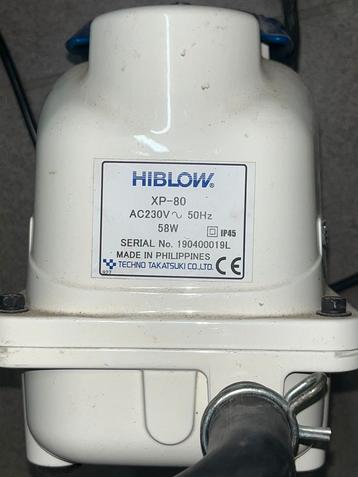 HIBLOW®
XP-80
AC230V～ 50Hz
58W
IP45
SERIAL No. 190400019L
MADE IN PHILIPPINES
TECHNO TAKATSUKI CO.,LTD.
CE